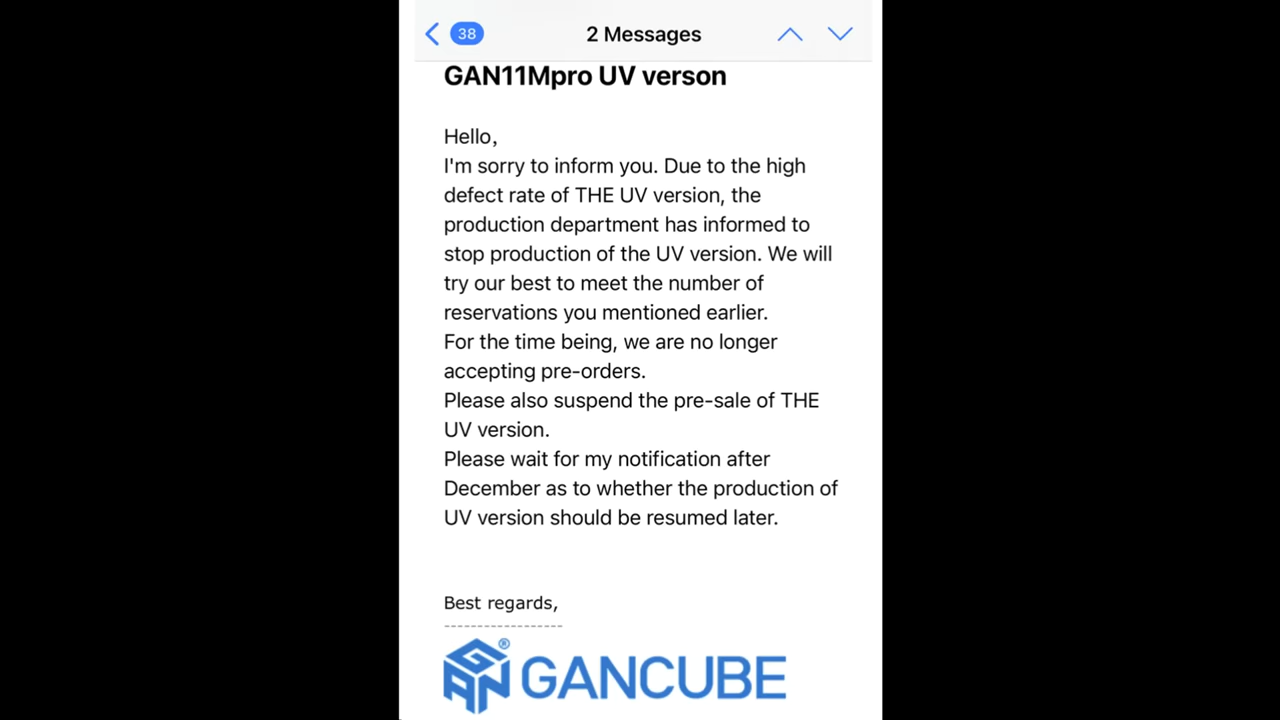 38
2 Messages
GAN11Mpro UV verson
Hello,
I'm sorry to inform you. Due to the high
defect rate of THE UV version, the
production department has informed to
stop production of the UV version. We will
try our best to meet the number of
reservations you mentioned earlier.
For the time being, we are no longer
accepting pre-orders.
Please also suspend the pre-sale of THE
UV version.
Please wait for my notification after
December as to whether the production of
UV version should be resumed later.
Best regards,
------------------
GAN® GANCUBE